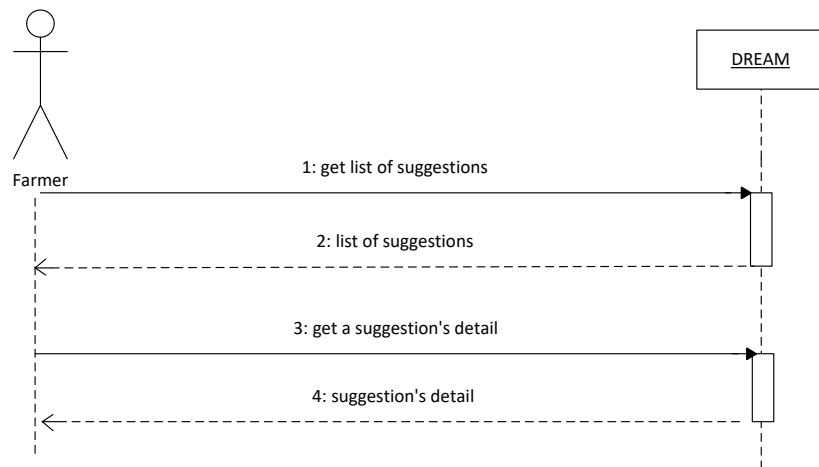 DREAM
Farmer
1: get list of suggestions
2: list of suggestions
3: get a suggestion's detail
4: suggestion's detail